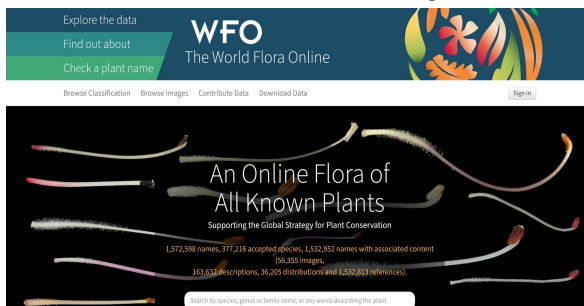 Explore the data
Find out about
Check a plant name
WFO
The World Flora Online
Browse Classification Browse Images Contribute Data Download Data
Sign in
An Online Flora of
All Known Plants
Supporting the Global Strategy for Plant Conservation
1,572,598 names, 377,216 accepted species, 1,532,952 names with associated content
(56,355 images,
163,632 descriptions, 36,205 distributions and 1,532,813 references).
Search by species, genus or family name, or any words describing the plant